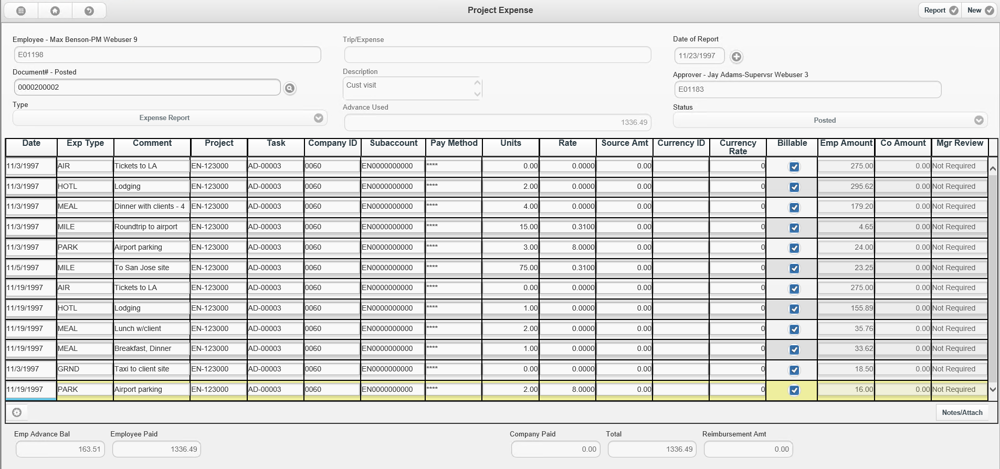 Project Expense
Report New
Employee - Max Benson-PM Webuser 9
E01198
Trip/Expense
Date of Report
11/23/1997
Document# - Posted
0000200002
Description
Cust visit
Approver - Jay Adams-Supervsr Webuser 3
E01183
Type
Expense Report
Advance Used
1336.49
Status
Posted
Date Exp Type Comment Project Task Company ID Subaccount Pay Method Units Rate Source Amt Currency ID Currency Rate Billable Emp Amount Co Amount Mgr Review
11/3/1997 AIR Tickets to LA EN-123000 AD-00003 0060 EN0000000000 **** 0.00 0.0000 0.00 0 275.00 0.00 Not Required
11/3/1997 HOTL Lodging EN-123000 AD-00003 0060 EN0000000000 **** 2.00 0.0000 0.00 0 295.62 0.00 Not Required
11/3/1997 MEAL Dinner with clients - 4 EN-123000 AD-00003 0060 EN0000000000 **** 4.00 0.0000 0.00 0 179.20 0.00 Not Required
11/3/1997 MILE Roundtrip to airport EN-123000 AD-00003 0060 EN0000000000 **** 15.00 0.3100 0.00 0 4.65 0.00 Not Required
11/3/1997 PARK Airport parking EN-123000 AD-00003 0060 EN0000000000 **** 3.00 8.0000 0.00 0 24.00 0.00 Not Required
11/5/1997 MILE To San Jose site EN-123000 AD-00003 0060 EN0000000000 **** 75.00 0.3100 0.00 0 23.25 0.00 Not Required
11/19/1997 AIR Tickets to LA EN-123000 AD-00003 0060 EN0000000000 **** 0.00 0.0000 0.00 0 275.00 0.00 Not Required
11/19/1997 HOTL Lodging EN-123000 AD-00003 0060 EN0000000000 **** 1.00 0.0000 0.00 0 155.89 0.00 Not Required
11/19/1997 MEAL Lunch w/client EN-123000 AD-00003 0060 EN0000000000 **** 2.00 0.0000 0.00 0 35.76 0.00 Not Required
11/19/1997 MEAL Breakfast, Dinner EN-123000 AD-00003 0060 EN0000000000 **** 1.00 0.0000 0.00 0 33.62 0.00 Not Required
11/3/1997 GRND Taxi to client site EN-123000 AD-00003 0060 EN0000000000 **** 0.00 0.0000 0.00 0 18.50 0.00 Not Required
11/19/1997 PARK Airport parking EN-123000 AD-00003 0060 EN0000000000 **** 2.00 8.0000 0.00 0 16.00 0.00 Not Required
Notes/Attach
Emp Advance Bal Employee Paid Company Paid Total Reimbursement Amt
163.51 1336.49 0.00 1336.49 0.00